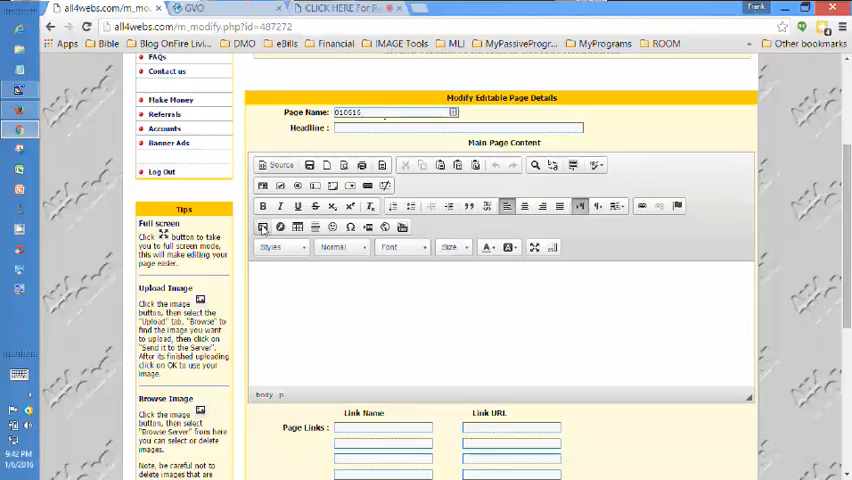 all4webs.com/m_mo...
GVO
CLICK HERE For B
Frank
all4webs.com/m_modify.php?id=487272
Apps
Bible
Blog OnFire Livi...
DMO
eBills
Financial
IMAGE Tools
MLI
MyPassiveProgr...
MyPrograms
ROOM
» Other bookmarks
FAQs
Contact us
Make Money
Referrals
Accounts
Banner Ads
Log Out
Tips
Full screen
Click button to take
you to full screen mode,
this will make editing your
page easier.
Upload Image
Click the image
button, then select the
"Upload" tab, "Browse" to
find the image you want
to upload, then click on
"Send it to the Server".
After its finished uploading
click on OK to use your
image.
Browse Image
Click the image
button, then select
"Browse Server" from here
you can select or delete
images.
Note, be careful not to
delete images that are
Modify Editable Page Details
Page Name: 010616
Headline :
Main Page Content
Source
B I U S x₂ x² Tx
Styles Normal Font Size A A
body p
Link Name Link URL
Page Links :
9:42 PM
1/6/2016